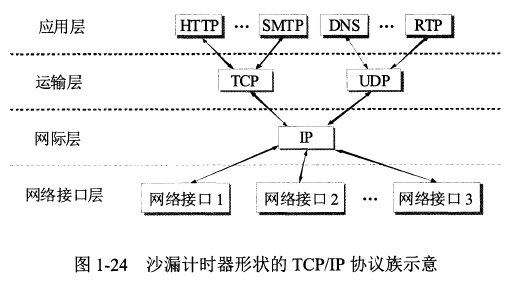 应用层 HTTP … SMTP DNS … RTP
运输层 TCP UDP
网际层 IP
网络接口层 网络接口 1 网络接口 2 … 网络接口 3
图 1-24 沙漏计时器形状的 TCP/IP 协议族示意